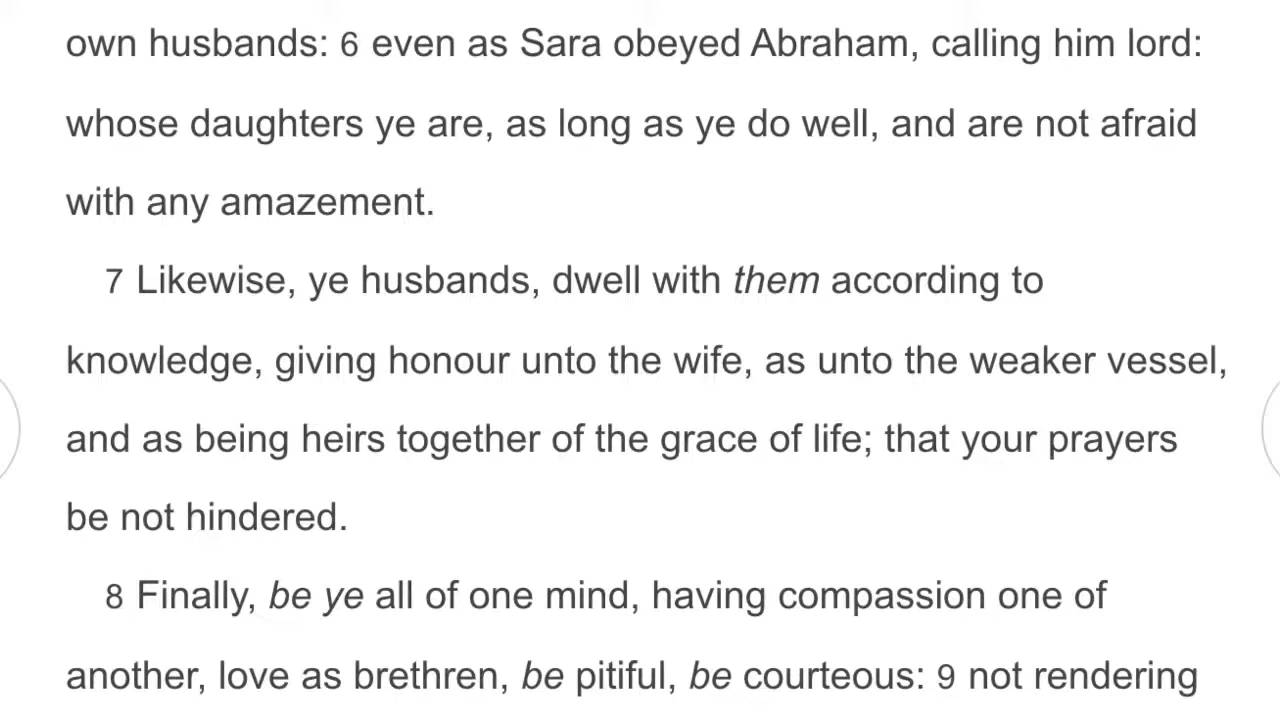 own husbands: 6 even as Sara obeyed Abraham, calling him lord:
whose daughters ye are, as long as ye do well, and are not afraid
with any amazement.
7 Likewise, ye husbands, dwell with them according to
knowledge, giving honour unto the wife, as unto the weaker vessel,
and as being heirs together of the grace of life; that your prayers
be not hindered.
8 Finally, be ye all of one mind, having compassion one of
another, love as brethren, be pitiful, be courteous: 9 not rendering